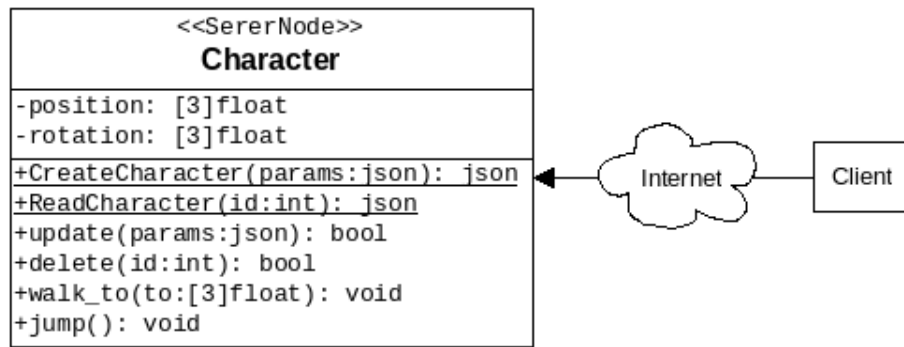 <<SererNode>>
Character
-position: [3]float
-rotation: [3]float
+CreateCharacter(params:json): json
+ReadCharacter(id:int): json
+update(params:json): bool
+delete(id:int): bool
+walk_to(to:[3]float): void
+jump(): void
Internet
Client